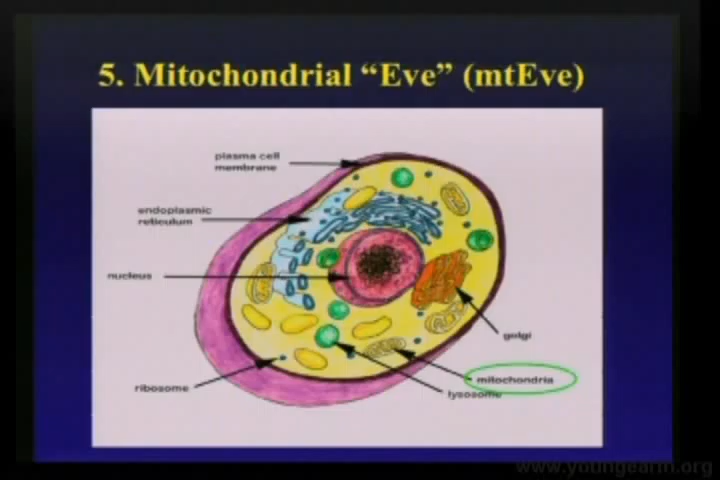 5. Mitochondrial “Eve” (mtEve)
plasma cell
membrane
endoplasmic
reticulum
nucleus
golgi
mitochondria
ribosome
lysosome
www.youngearth.org